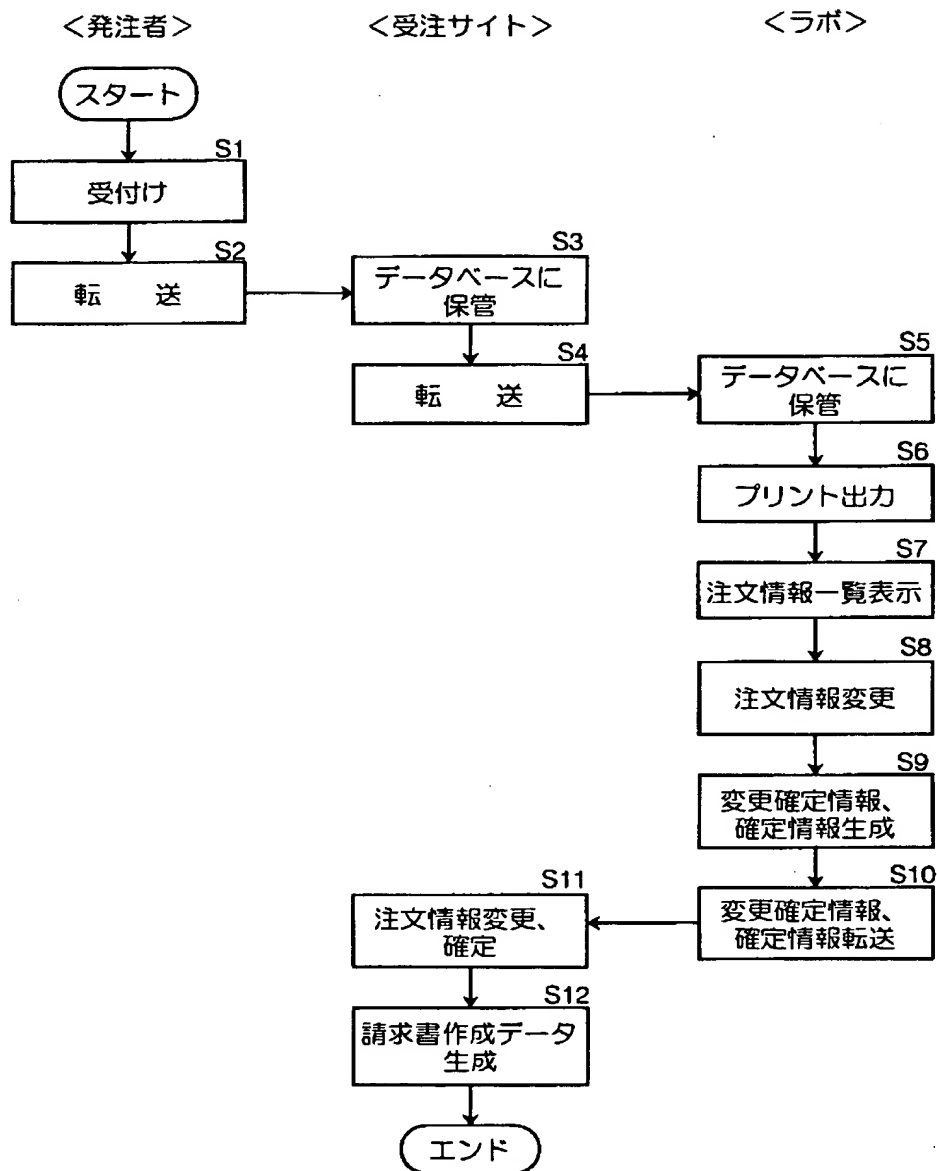 <発注者>
<受注サイト>
<ラボ>
スタート
S1
受付け
S2
転　送
S3
データベースに
保管
S4
転　送
S5
データベースに
保管
S6
プリント出力
S7
注文情報一覧表示
S8
注文情報変更
S9
変更確定情報、
確定情報生成
S10
変更確定情報、
確定情報転送
S11
注文情報変更、
確定
S12
請求書作成データ
生成
エンド